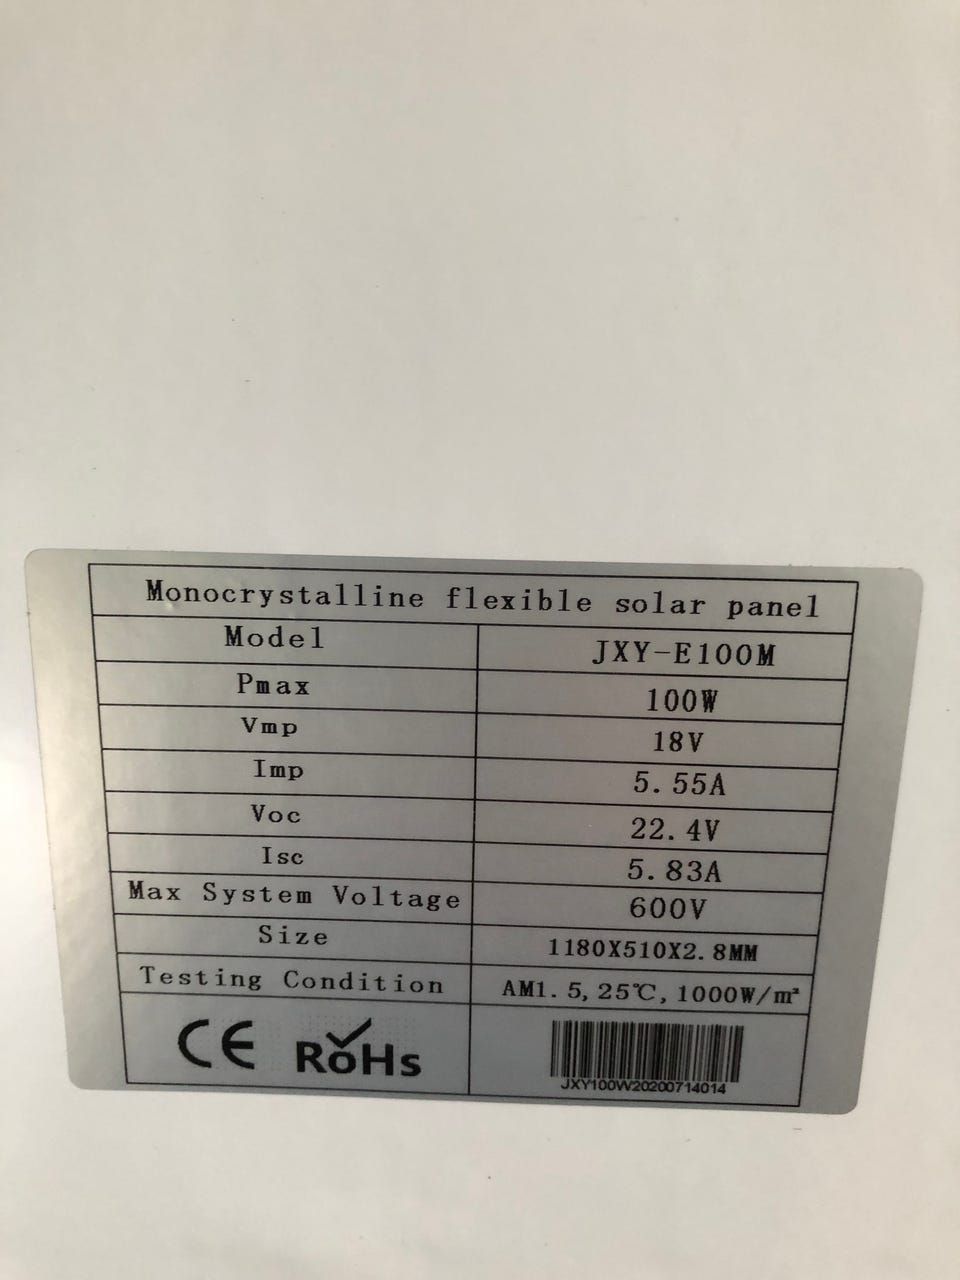 Monocrystalline flexible solar panel
Model JXY-E100M
Pmax 100W
Vmp 18V
Imp 5.55A
Voc 22.4V
Isc 5.83A
Max System Voltage 600V
Size 1180X510X2.8MM
Testing Condition AM1.5,25℃,1000W/m²
CE RoHs
JXY100W20200714014